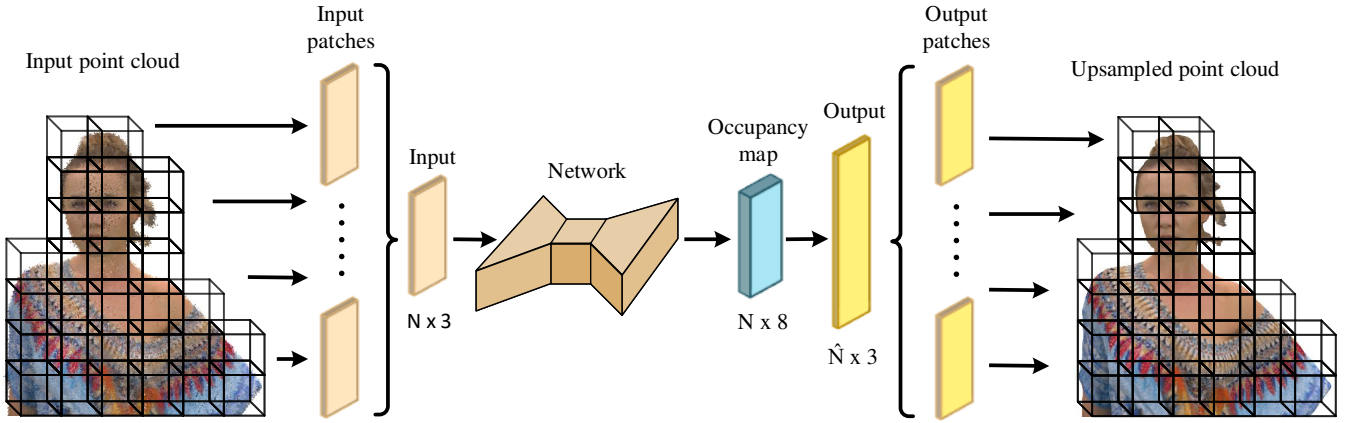 Input point cloud
Input
patches
Input
N x 3
Network
Occupancy
map
N x 8
Output
N̂ x 3
Output
patches
Upsampled point cloud